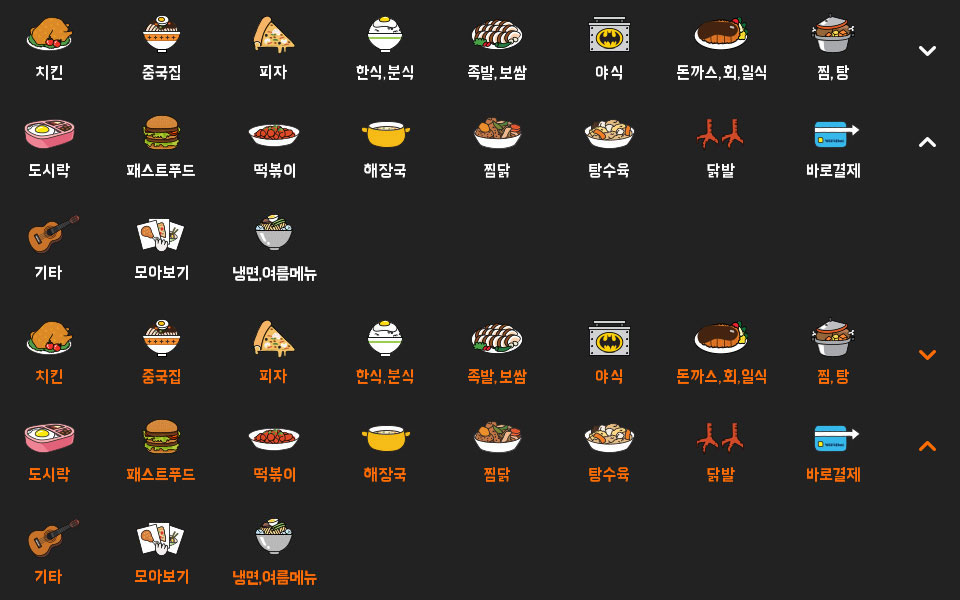 치킨 중국집 피자 한식,분식 족발,보쌈 야식 돈까스,회,일식 찜,탕
도시락 패스트푸드 떡볶이 해장국 찜닭 탕수육 닭발 바로결제
기타 모아보기 냉면,여름메뉴
치킨 중국집 피자 한식,분식 족발,보쌈 야식 돈까스,회,일식 찜,탕
도시락 패스트푸드 떡볶이 해장국 찜닭 탕수육 닭발 바로결제
기타 모아보기 냉면,여름메뉴